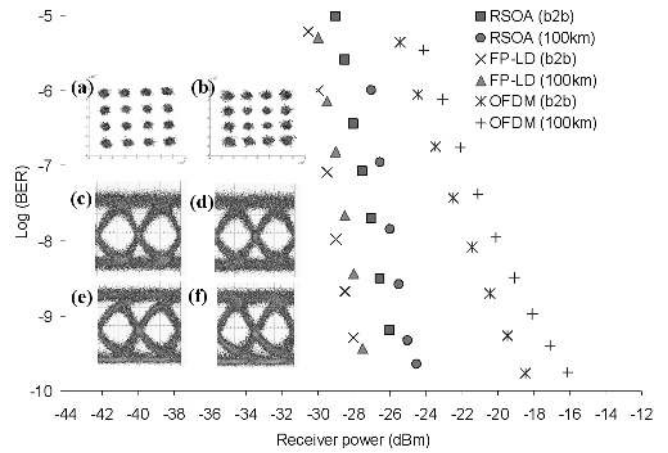 -5
-6
-7
-8
-9
-10
Log (BER)
-44 -42 -40 -38 -36 -34 -32 -30 -28 -26 -24 -22 -20 -18 -16 -14 -12
Receiver power (dBm)
RSOA (b2b)
RSOA (100km)
FP-LD (b2b)
FP-LD (100km)
OFDM (b2b)
OFDM (100km)
(a) (b)
(c) (d)
(e) (f)